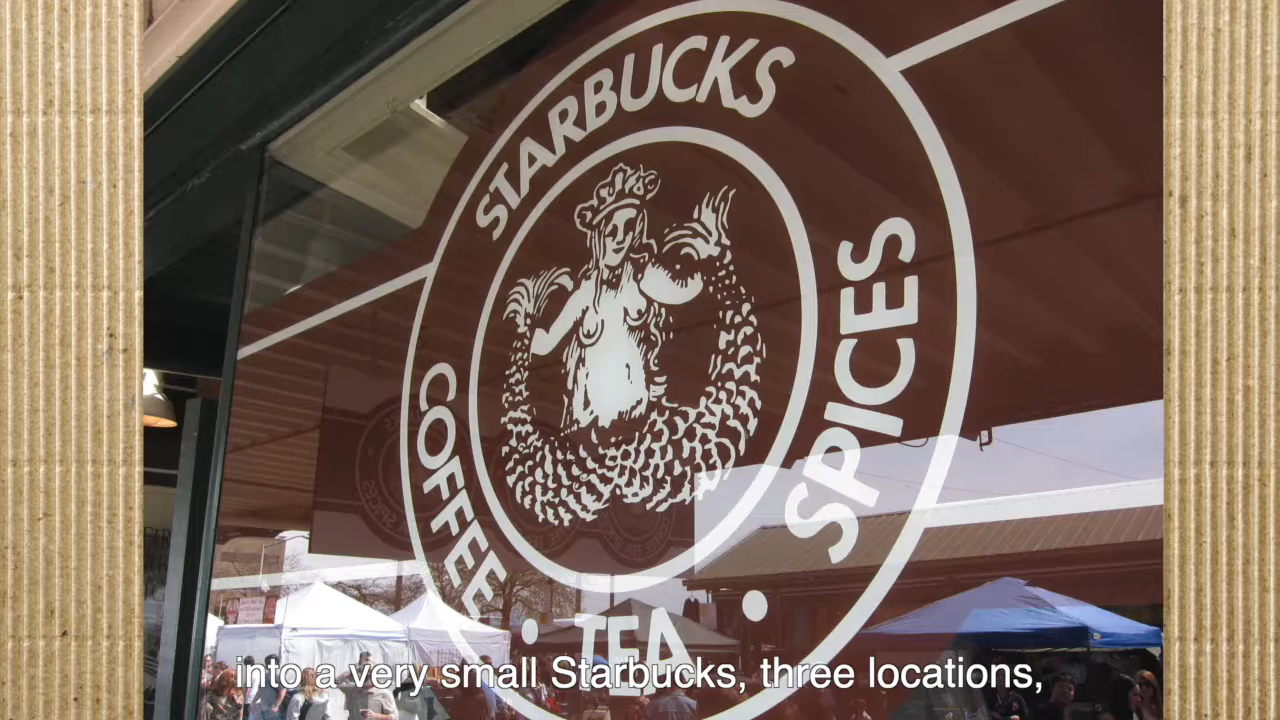 STARBUCKS
COFFEE • TEA • SPICES
into a very small Starbucks, three locations,